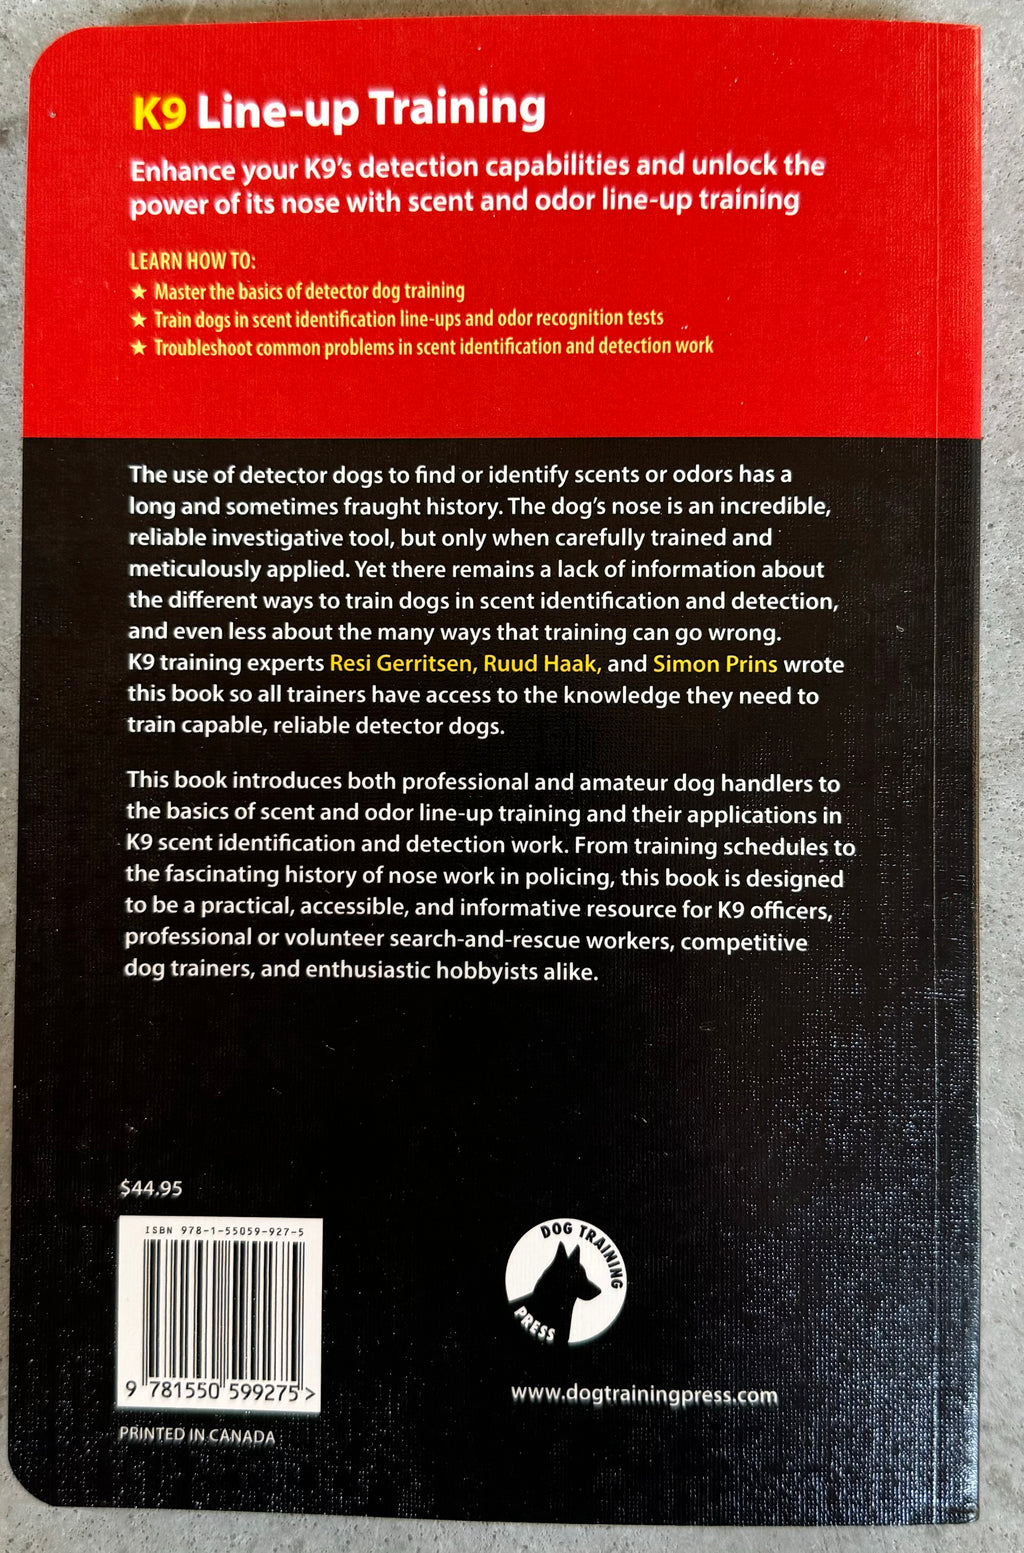 K9 Line-up Training
Enhance your K9's detection capabilities and unlock the
power of its nose with scent and odor line-up training
LEARN HOW TO:
★ Master the basics of detector dog training
★ Train dogs in scent identification line-ups and odor recognition tests
★ Troubleshoot common problems in scent identification and detection work
The use of detector dogs to find or identify scents or odors has a
long and sometimes fraught history. The dog's nose is an incredible,
reliable investigative tool, but only when carefully trained and
meticulously applied. Yet there remains a lack of information about
the different ways to train dogs in scent identification and detection,
and even less about the many ways that training can go wrong.
K9 training experts Resi Gerritsen, Ruud Haak, and Simon Prins wrote
this book so all trainers have access to the knowledge they need to
train capable, reliable detector dogs.
This book introduces both professional and amateur dog handlers to
the basics of scent and odor line-up training and their applications in
K9 scent identification and detection work. From training schedules to
the fascinating history of nose work in policing, this book is designed
to be a practical, accessible, and informative resource for K9 officers,
professional or volunteer search-and-rescue workers, competitive
dog trainers, and enthusiastic hobbyists alike.
$44.95
ISBN 978-1-55059-927-5
9 781550 599275 >
PRINTED IN CANADA
DOG TRAINING
PRESS
www.dogtrainingpress.com